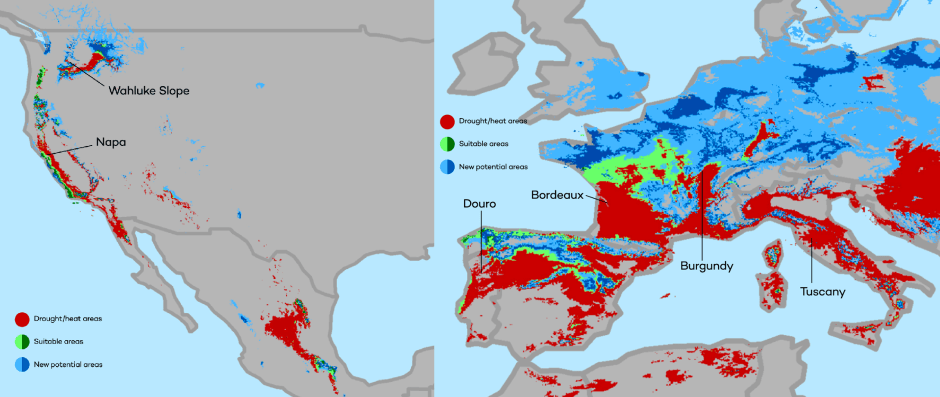 Wahluke Slope
Napa
Drought/heat areas
Suitable areas
New potential areas
Drought/heat areas
Suitable areas
New potential areas
Bordeaux
Douro
Burgundy
Tuscany